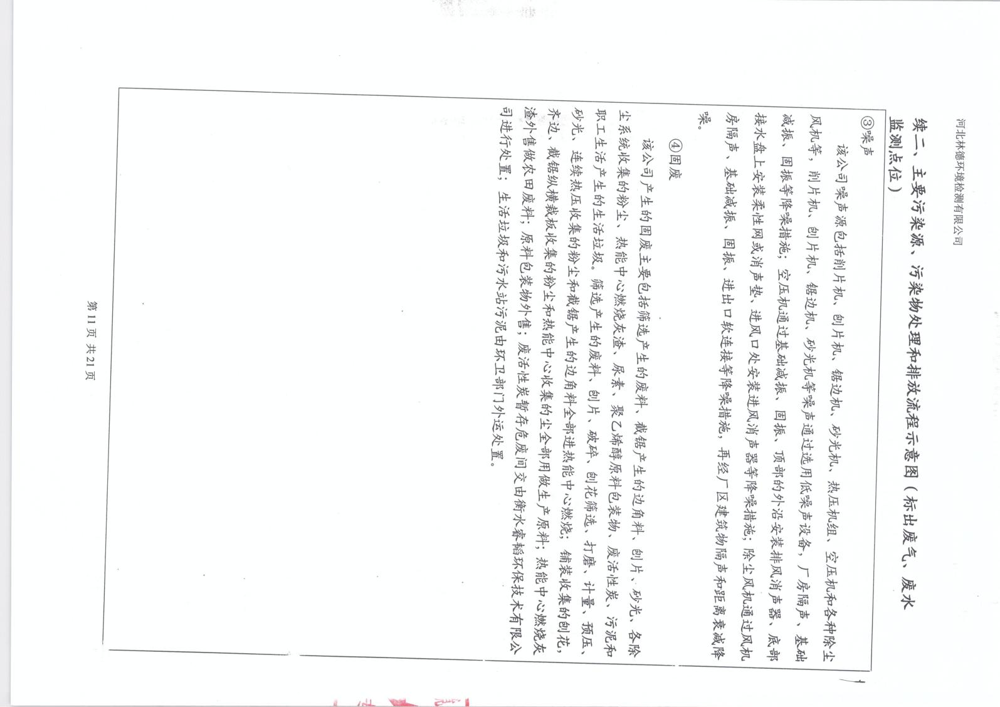 河北林德环境检测有限公司
续二、主要污染源、污染物处理和排放流程示意图（标出废气、废水
监测点位）
③噪声
该公司噪声源包括削片机、刨片机、锯边机、砂光机、热压机组、空压机和各种除尘
风机等，削片机、刨片机、锯边机、砂光机等噪声通过选用低噪声设备，厂房隔声、基础
减振、固振等降噪措施；空压机通过基础减振、固振、顶部的外沿安装排风消声器、底部
接水盘上安装柔性网或消声垫、进风口处安装进风消声器等降噪措施；除尘风机通过风机
房隔声、基础减振、固振、进出口软连接等降噪措施，再经厂区建筑物隔声和距离衰减降
噪。
④固废
该公司产生的固废主要包括筛选产生的废料、截锯产生的边角料、刨片、砂光、各除
尘系统收集的粉尘、热能中心燃烧灰渣、尿素、聚乙烯醇原料包装物、废活性炭、污泥和
职工生活产生的生活垃圾。筛选产生的废料、刨片、破碎、刨花筛选、打磨、计量、预压、
砂光、连续热压收集的粉尘和截锯产生的边角料全部进热能中心燃烧；铺装收集的刨花，
齐边、截锯纵横裁板收集的粉尘和热能中心收集的尘全部用做生产原料；热能中心燃烧灰
渣外售做农田废料；原料包装物外售；废活性炭暂存危废间交由衡水睿韬环保技术有限公
司进行处置；生活垃圾和污水站污泥由环卫部门外运处置。
第 11 页 共 21 页